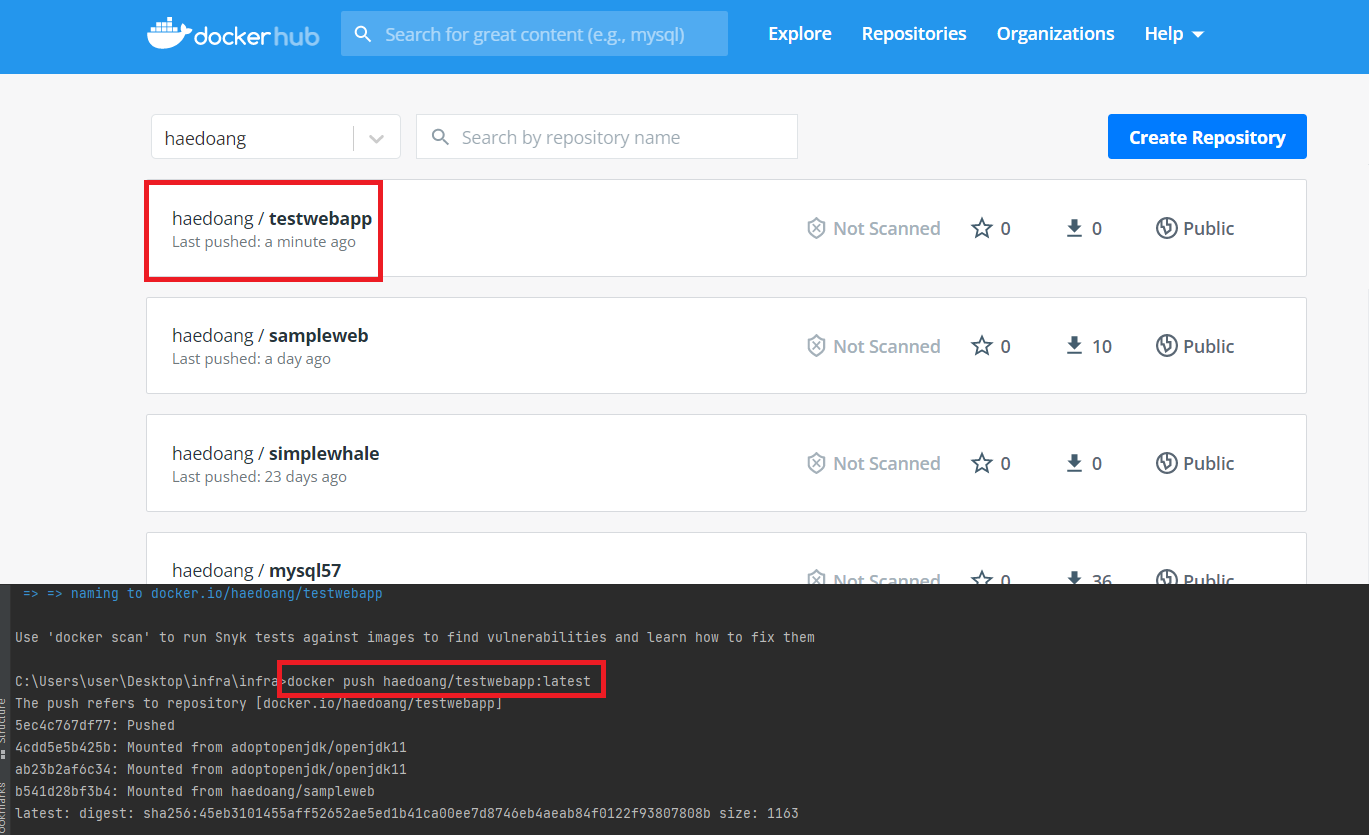 docker hub
Search for great content (e.g., mysql)
Explore
Repositories
Organizations
Help
haedoang
Search by repository name
Create Repository
haedoang / testwebapp
Last pushed: a minute ago
Not Scanned
0
0
Public
haedoang / sampleweb
Last pushed: a day ago
Not Scanned
0
10
Public
haedoang / simplewhale
Last pushed: 23 days ago
Not Scanned
0
0
Public
haedoang / mysql57
Not Scanned
0
36
Public
=> => naming to docker.io/haedoang/testwebapp
Use 'docker scan' to run Snyk tests against images to find vulnerabilities and learn how to fix them
C:\Users\user\Desktop\infra\infra>docker push haedoang/testwebapp:latest
The push refers to repository [docker.io/haedoang/testwebapp]
5ec4c767df77: Pushed
4cdd5e5b425b: Mounted from adoptopenjdk/openjdk11
ab23b2af6c34: Mounted from adoptopenjdk/openjdk11
b541d28bf3b4: Mounted from haedoang/sampleweb
latest: digest: sha256:45eb3101455aff52652ae5ed1b41ca00ee7d8746eb4aeab84f0122f93807808b size: 1163
Structure